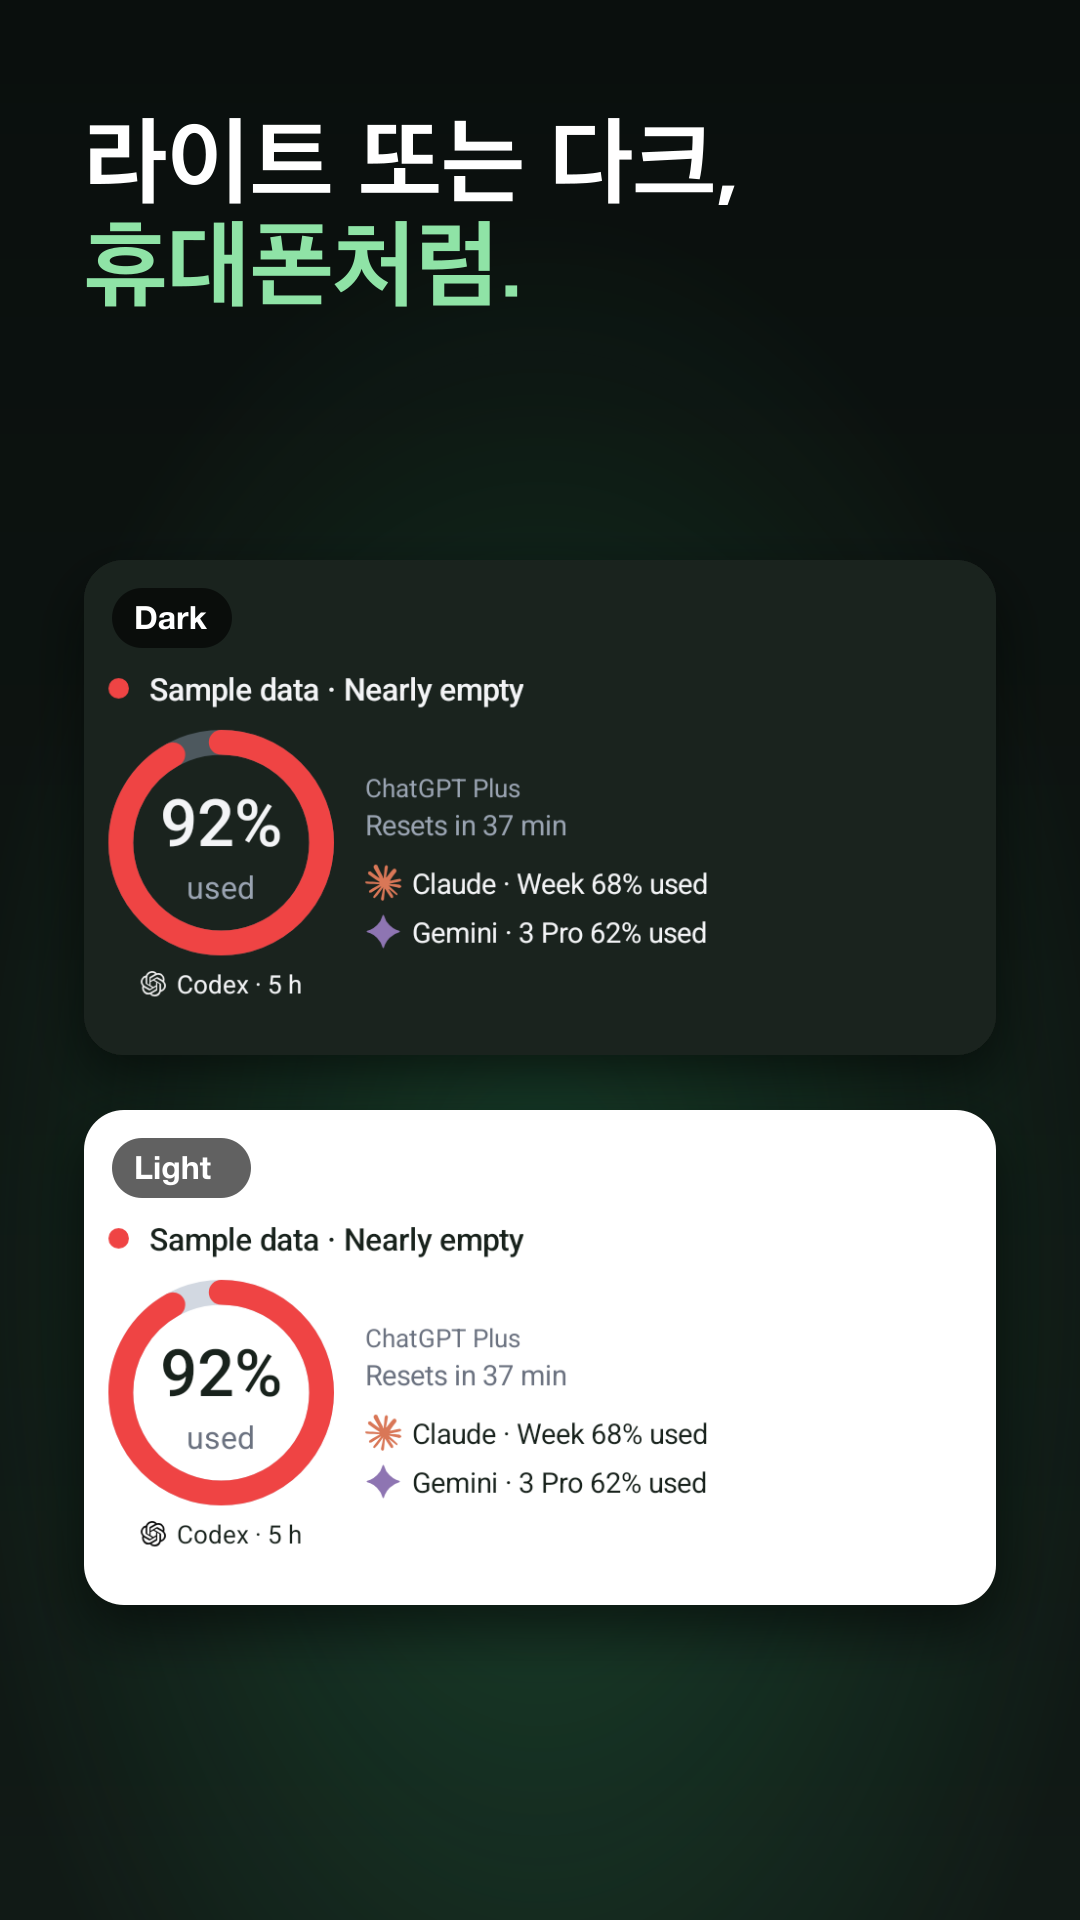 라이트 또는 다크,
휴대폰처럼.
Dark
Sample data · Nearly empty
92%
used
Codex · 5 h
ChatGPT Plus
Resets in 37 min
Claude · Week 68% used
Gemini · 3 Pro 62% used
Light
Sample data · Nearly empty
92%
used
Codex · 5 h
ChatGPT Plus
Resets in 37 min
Claude · Week 68% used
Gemini · 3 Pro 62% used